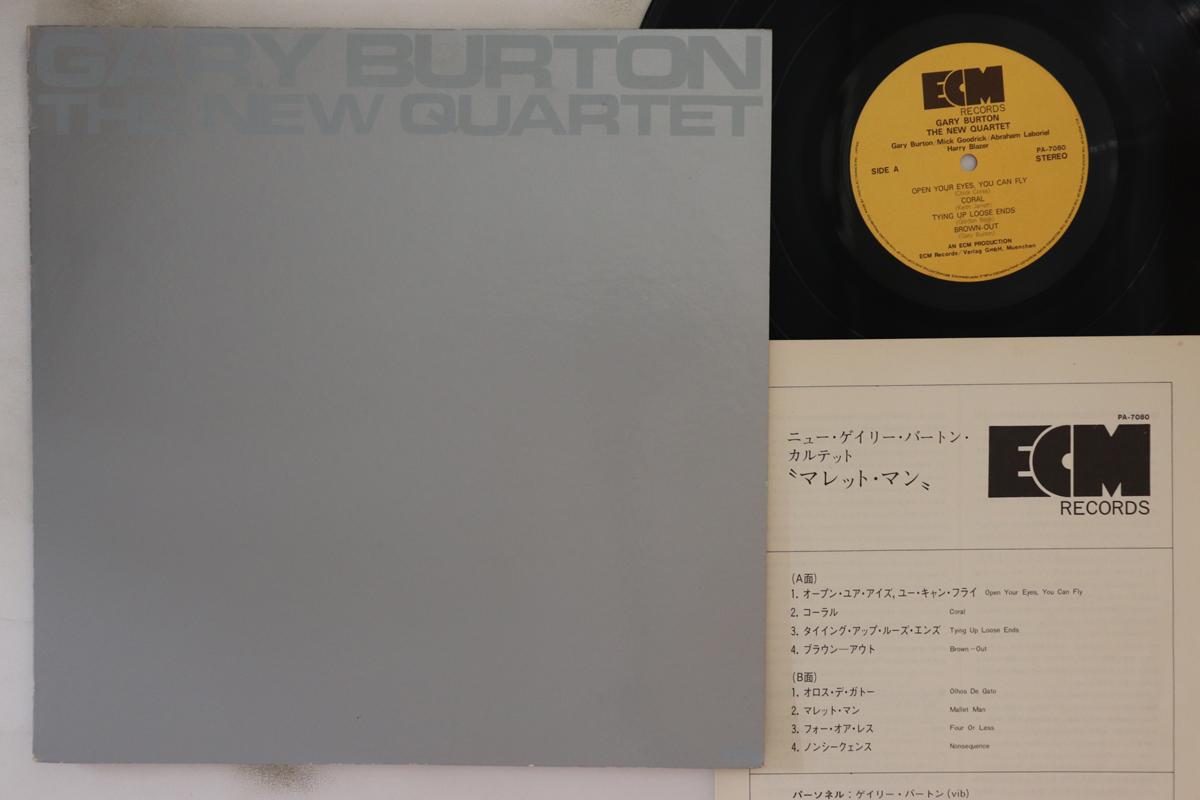 GARY BURTON
THE NEW QUARTET
ECM
RECORDS
GARY BURTON
THE NEW QUARTET
Gary Burton/Mick Goodrick/Abraham Laboriel
Harry Blazer
SIDE A
PA-7080
STEREO
OPEN YOUR EYES, YOU CAN FLY
(Chick Corea)
CORAL
(Keith Jarrett)
TYING UP LOOSE ENDS
(Gordon Beck)
BROWN-OUT
(Gary Burton)
AN ECM PRODUCTION
ECM Records/Verlag GmbH, Muenchen
PA-7080
ニュー・ゲイリー・バートン・
カルテット
〝マレット・マン〟
ECM
RECORDS
(A面)
1. オープン・ユア・アイズ, ユー・キャン・フライ Open Your Eyes, You Can Fly
2. コーラル Coral
3. タイイング・アップ・ルーズ・エンズ Tying Up Loose Ends
4. ブラウン―アウト Brown-Out
(B面)
1. オロス・デ・ガトー Olhos De Gato
2. マレット・マン Mallet Man
3. フォー・オア・レス Four Or Less
4. ノンシークェンス Nonsequence
パーソネル：ゲイリー・バートン(vib)